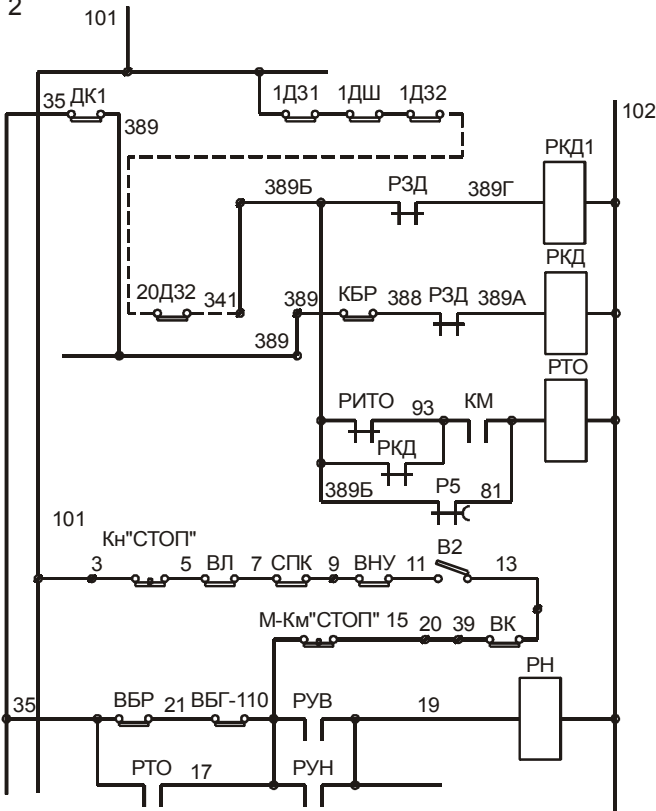 2
101
35 ДК1 1Д31 1ДШ 1Д32
389 102
РКД1
389Б РЗД 389Г
РКД
20Д32 341 389 КБР 388 РЗД 389А
389
РТО
РИТО 93 КМ
РКД
389Б Р5 81
101
Кн"СТОП" В2
3 5 ВЛ 7 СПК 9 ВНУ 11 13
М-Км"СТОП" 15 20 39 ВК
РН
35 ВБР 21 ВБГ-110 РУВ 19
РТО 17 РУН